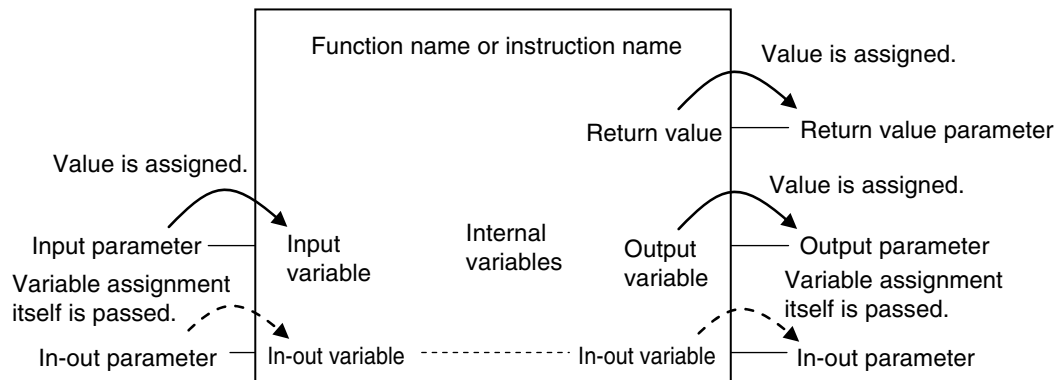 Function name or instruction name
Value is assigned.
Return value
Return value parameter
Value is assigned.
Value is assigned.
Input parameter
Input
variable
Internal
variables
Output
variable
Output parameter
Variable assignment
itself is passed.
Variable assignment
itself is passed.
In-out parameter
In-out variable
In-out variable
In-out parameter